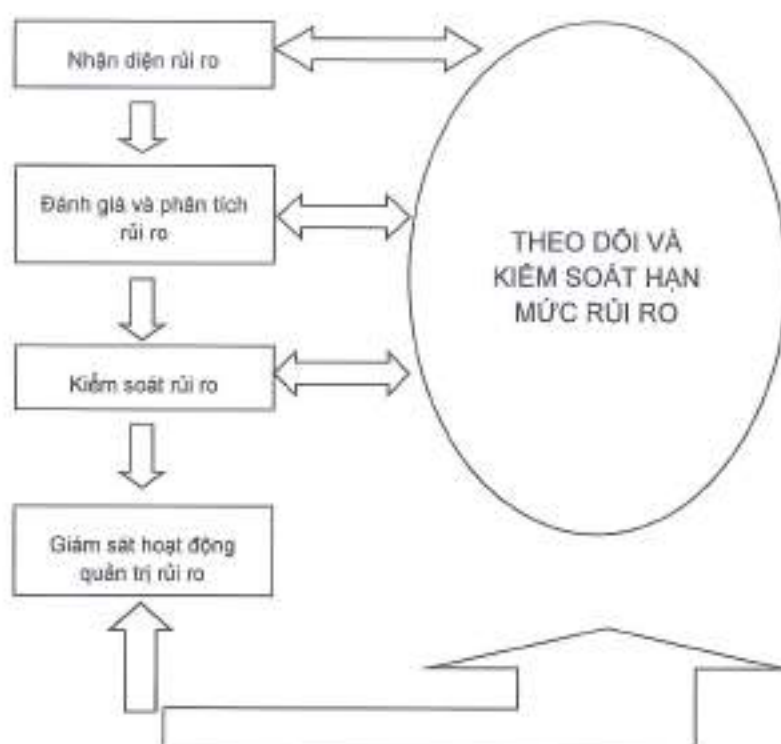 Nhận diện rủi ro
Đánh giá và phân tích
rủi ro
Kiểm soát rủi ro
Giám sát hoạt động
quản trị rủi ro
THEO DÕI VÀ
KIỂM SOÁT HẠN
MỨC RỦI RO